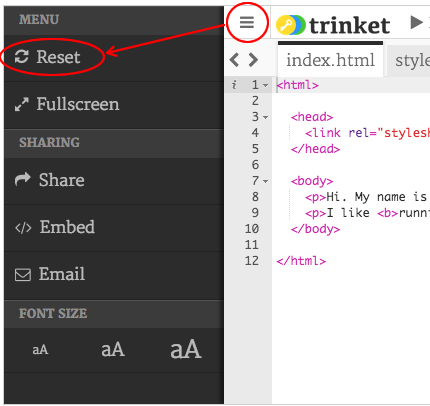 MENU
Reset
Fullscreen
SHARING
Share
</> Embed
Email
FONT SIZE
aA aA aA
trinket
index.html style
i 1 <html>
2
3 <head>
4 <link rel="stylesh
5 </head>
6
7 <body>
8 <p>Hi. My name is
9 <p>I like <b>runni
10 </body>
11
12 </html>